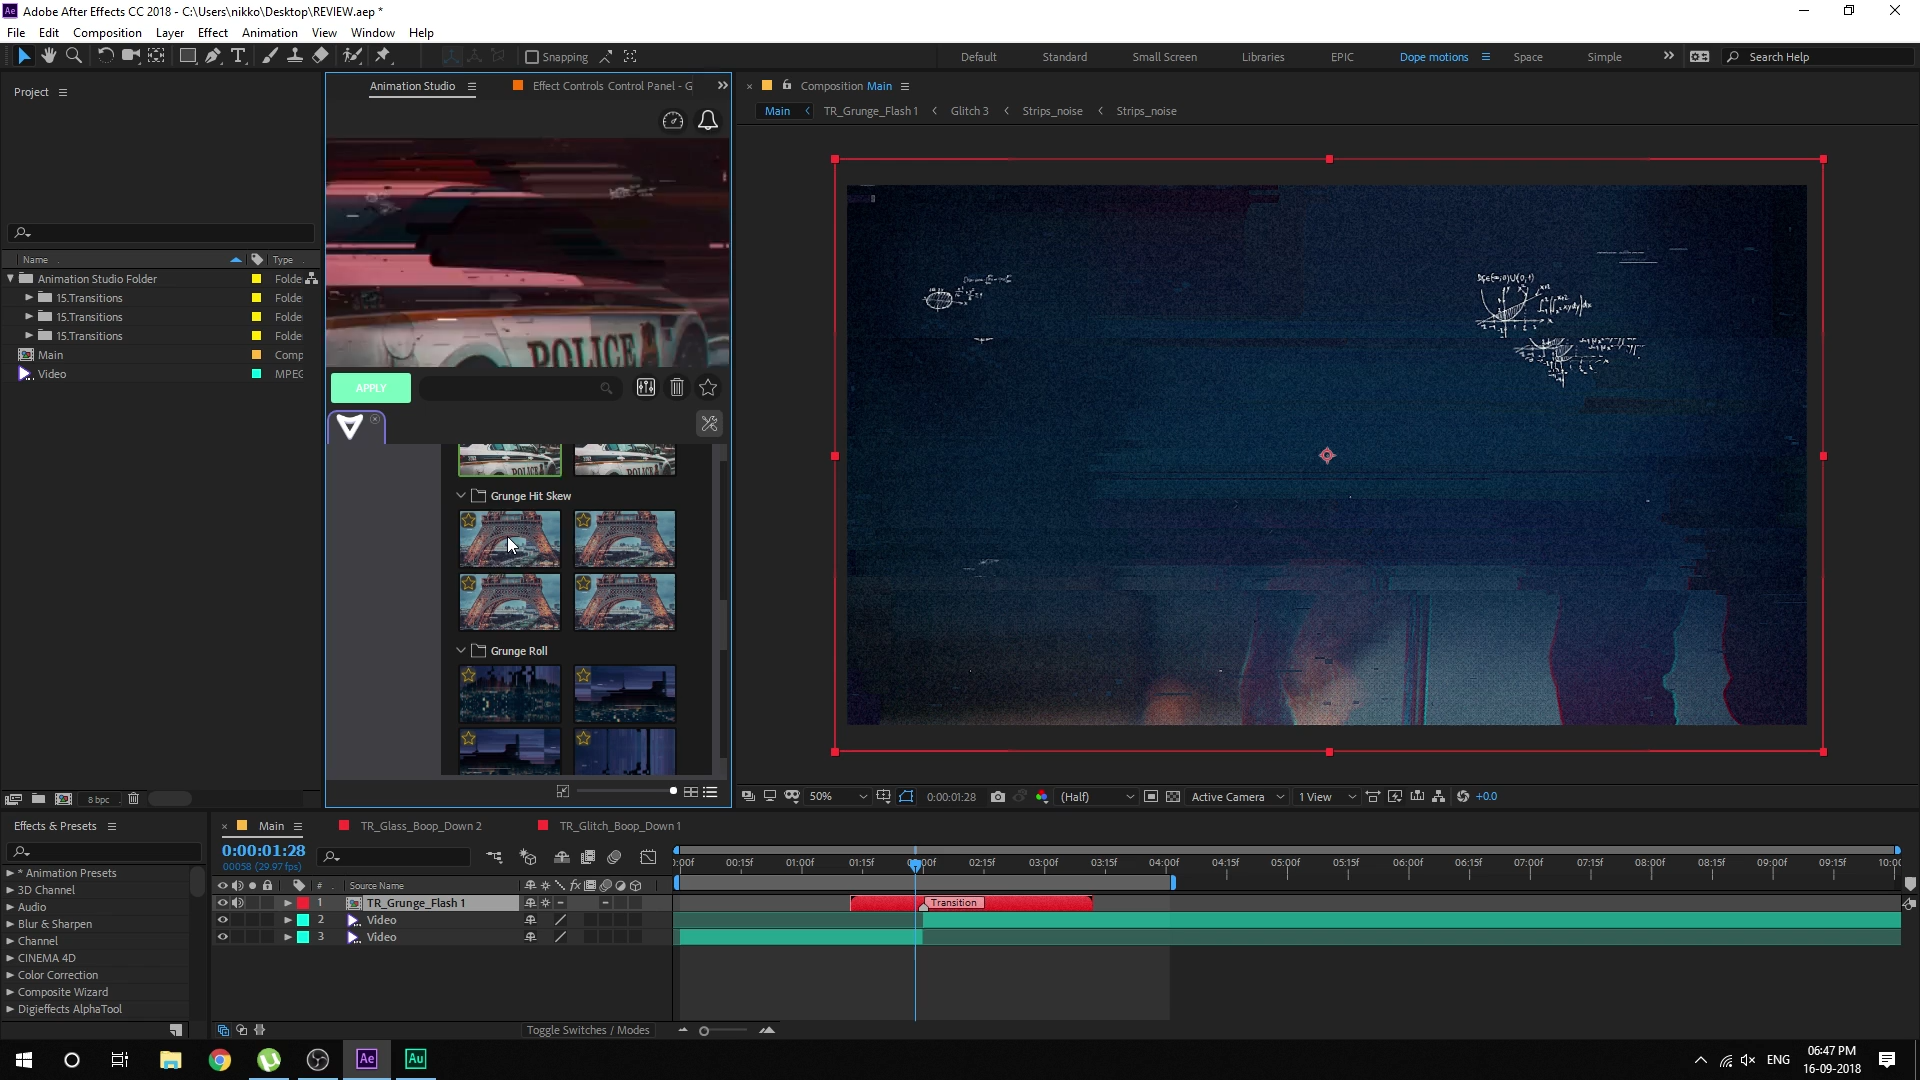 Adobe After Effects CC 2018 - C:\Users\nikko\Desktop\REVIEW.aep *
File Edit Composition Layer Effect Animation View Window Help
Snapping Default Standard Small Screen Libraries EPIC Dope motions Space Simple Search Help
Project
Name Type
Animation Studio Folder Folde
15.Transitions Folde
15.Transitions Folde
15.Transitions Folde
Main Comp
Video MPEG
8 bpc
Animation Studio Effect Controls Control Panel - G
POLICE
APPLY
Grunge Hit Skew
Grunge Roll
Composition Main
Main TR_Grunge_Flash 1 Glitch 3 Strips_noise Strips_noise
50% 0:00:01:28 (Half) Active Camera 1 View +0.0
Effects & Presets
* Animation Presets
3D Channel
Audio
Blur & Sharpen
Channel
CINEMA 4D
Color Correction
Composite Wizard
Digieffects AlphaTool
Main TR_Glass_Boop_Down 2 TR_Glitch_Boop_Down 1
0:00:01:28
00058 (29.97 fps)
00:15f 01:00f 01:15f 02:15f 03:00f 03:15f 04:00f 04:15f 05:00f 05:15f 06:00f 06:15f 07:00f 07:15f 08:00f 08:15f 09:00f 09:15f
# Source Name
1 TR_Grunge_Flash 1 Transition
2 Video
3 Video
Toggle Switches / Modes
Ae Au
ENG
06:47 PM
16-09-2018